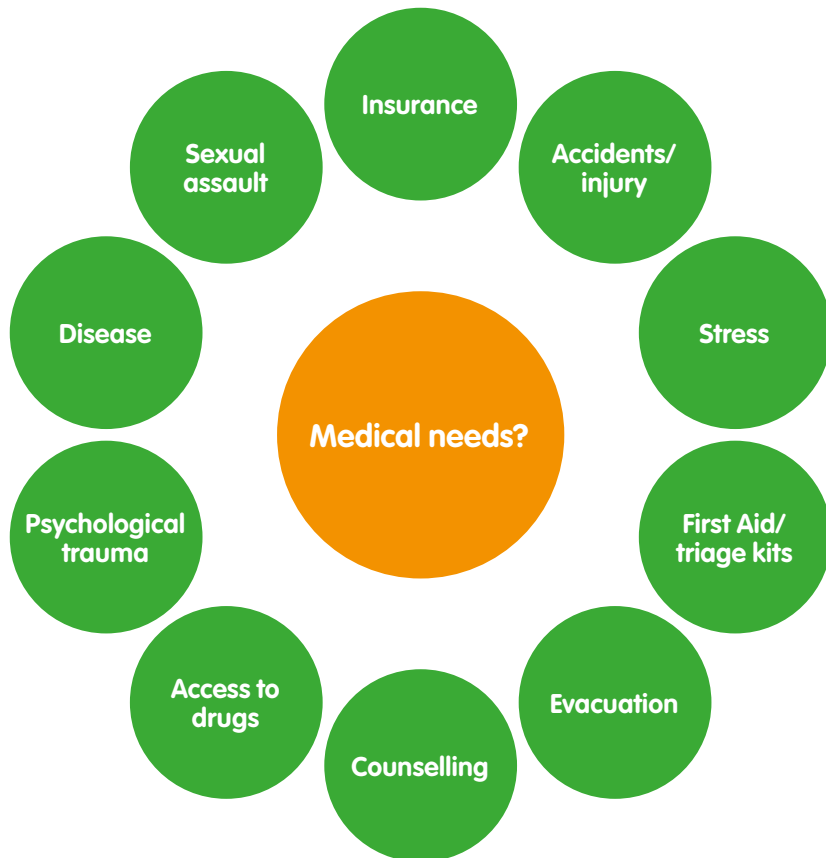 Insurance
Accidents/
injury
Stress
First Aid/
triage kits
Evacuation
Counselling
Access to
drugs
Psychological
trauma
Disease
Sexual
assault
Medical needs?